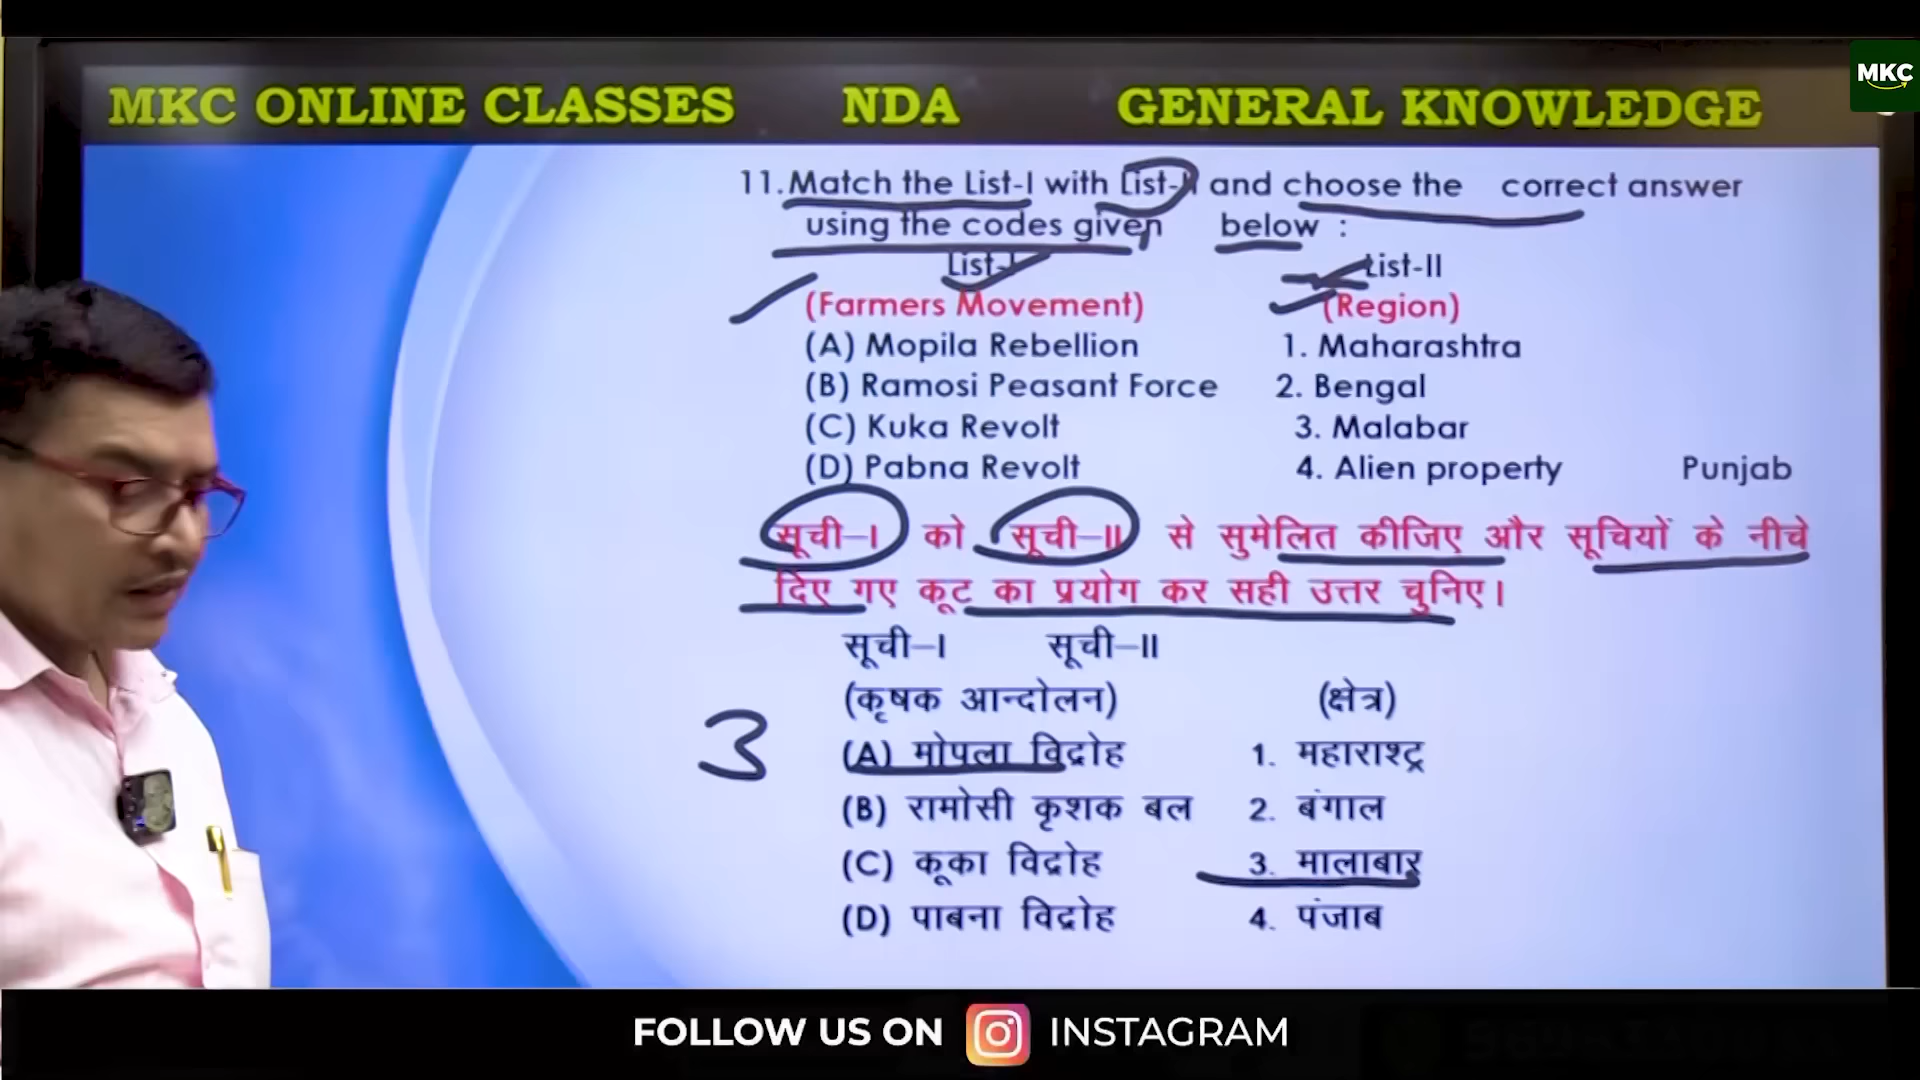 MKC
MKC ONLINE CLASSES NDA GENERAL KNOWLEDGE
11. Match the List-I with List-II and choose the correct answer
using the codes given below :
List-I List-II
(Farmers Movement) (Region)
(A) Mopila Rebellion 1. Maharashtra
(B) Ramosi Peasant Force 2. Bengal
(C) Kuka Revolt 3. Malabar
(D) Pabna Revolt 4. Alien property Punjab
सूची–I को सूची–II से सुमेलित कीजिए और सूचियों के नीचे
दिए गए कूट का प्रयोग कर सही उत्तर चुनिए।
सूची–I सूची–II
(कृषक आन्दोलन) (क्षेत्र)
3 (A) मोपला विद्रोह 1. महाराश्ट्र
(B) रामोसी कृशक बल 2. बंगाल
(C) कूका विद्रोह 3. मालाबार
(D) पाबना विद्रोह 4. पंजाब
FOLLOW US ON INSTAGRAM